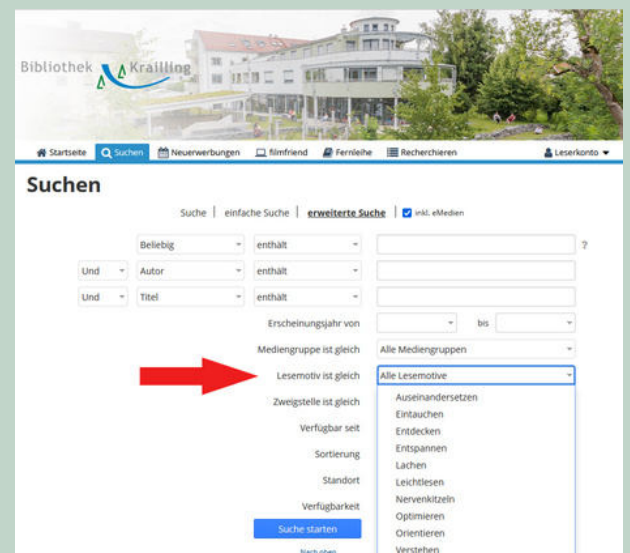 Bibliothek Krailling
Startseite Suchen Neuerwerbungen filmfriend Fernleihe Recherchieren Leserkonto
Suchen
Suche | einfache Suche | erweiterte Suche | inkl. eMedien
Beliebig enthält ?
Und Autor enthält
Und Titel enthält
Erscheinungsjahr von bis
Mediengruppe ist gleich Alle Mediengruppen
Lesemotiv ist gleich Alle Lesemotive
Auseinandersetzen
Zweigstelle ist gleich
Eintauchen
Verfügbar seit Entdecken
Entspannen
Sortierung
Lachen
Standort Leichtlesen
Nervenkitzeln
Verfügbarkeit
Optimieren
Suche starten Orientieren
Nach oben Verstehen